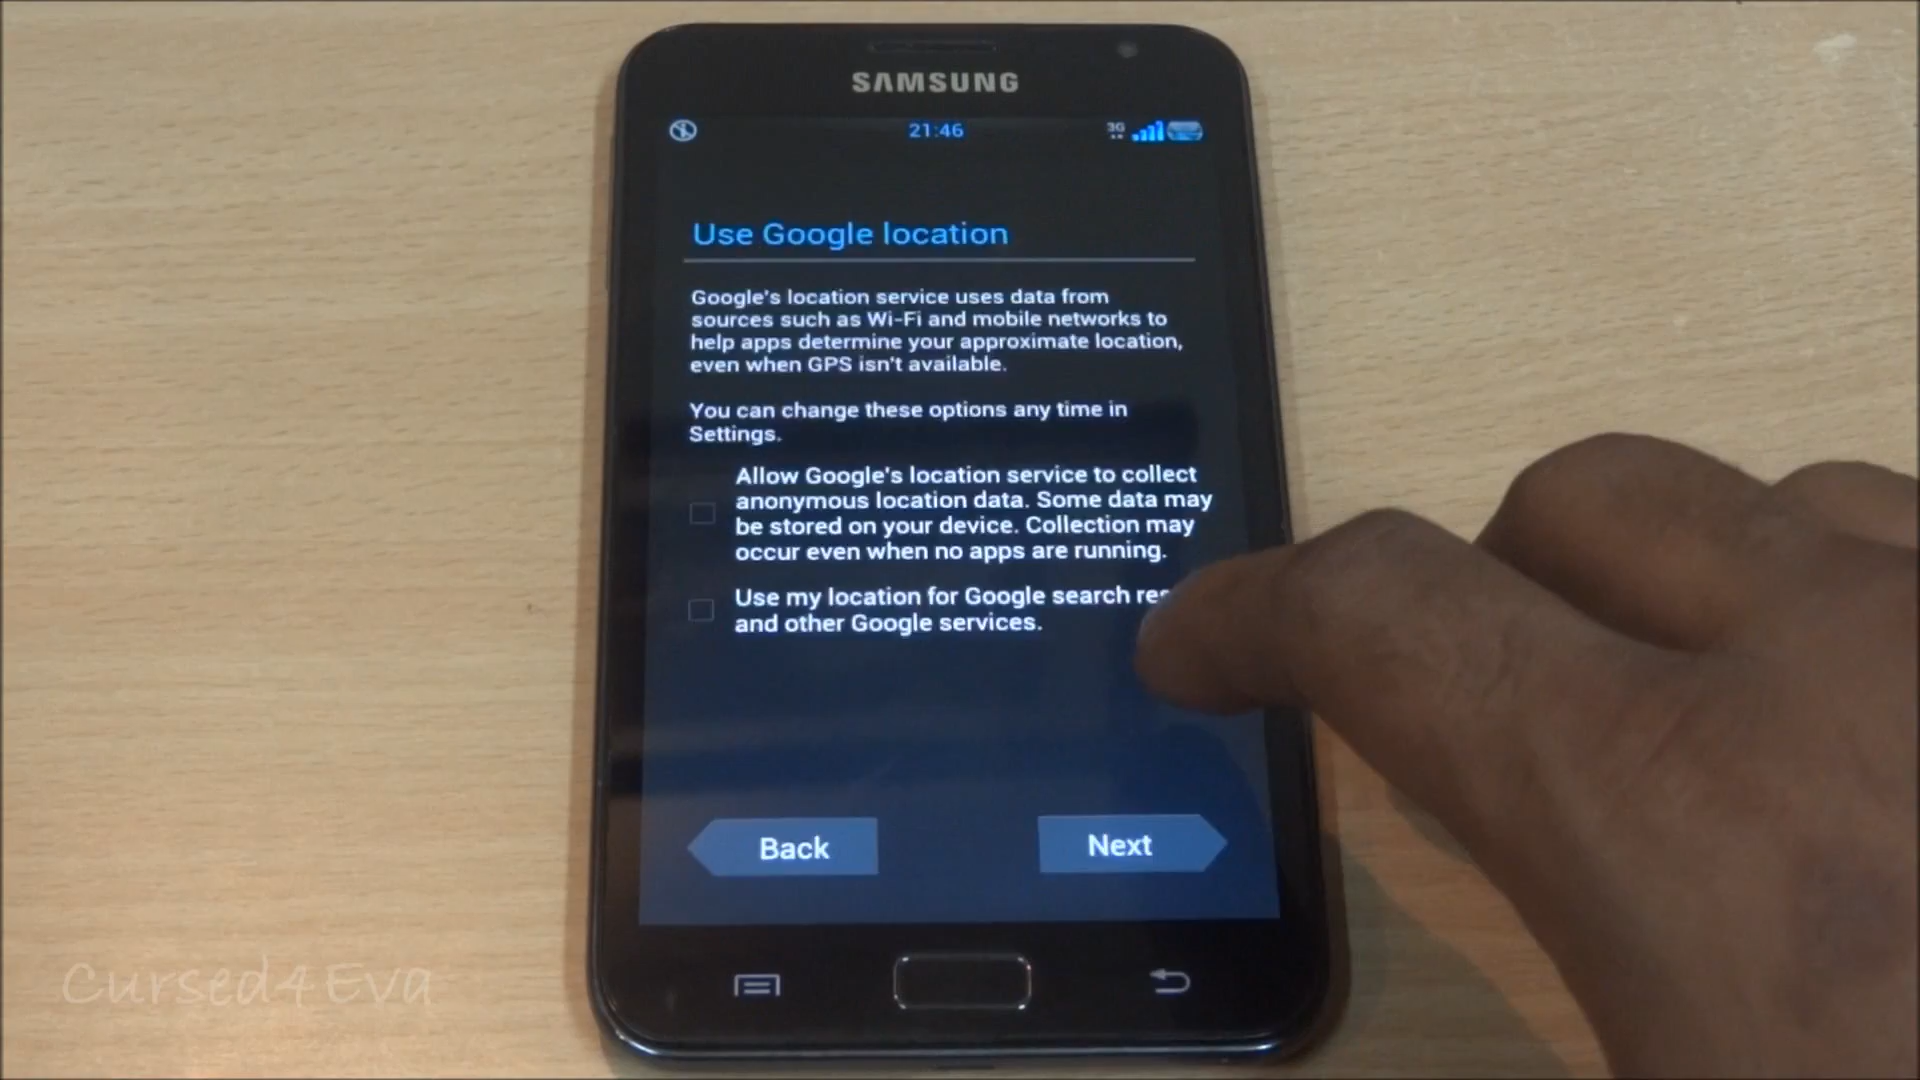 SAMSUNG
21:46
3G
Use Google location
Google's location service uses data from
sources such as Wi-Fi and mobile networks to
help apps determine your approximate location,
even when GPS isn't available.
You can change these options any time in
Settings.
Allow Google's location service to collect
anonymous location data. Some data may
be stored on your device. Collection may
occur even when no apps are running.
Use my location for Google search
and other Google services.
Back
Next
Cursed4Eva